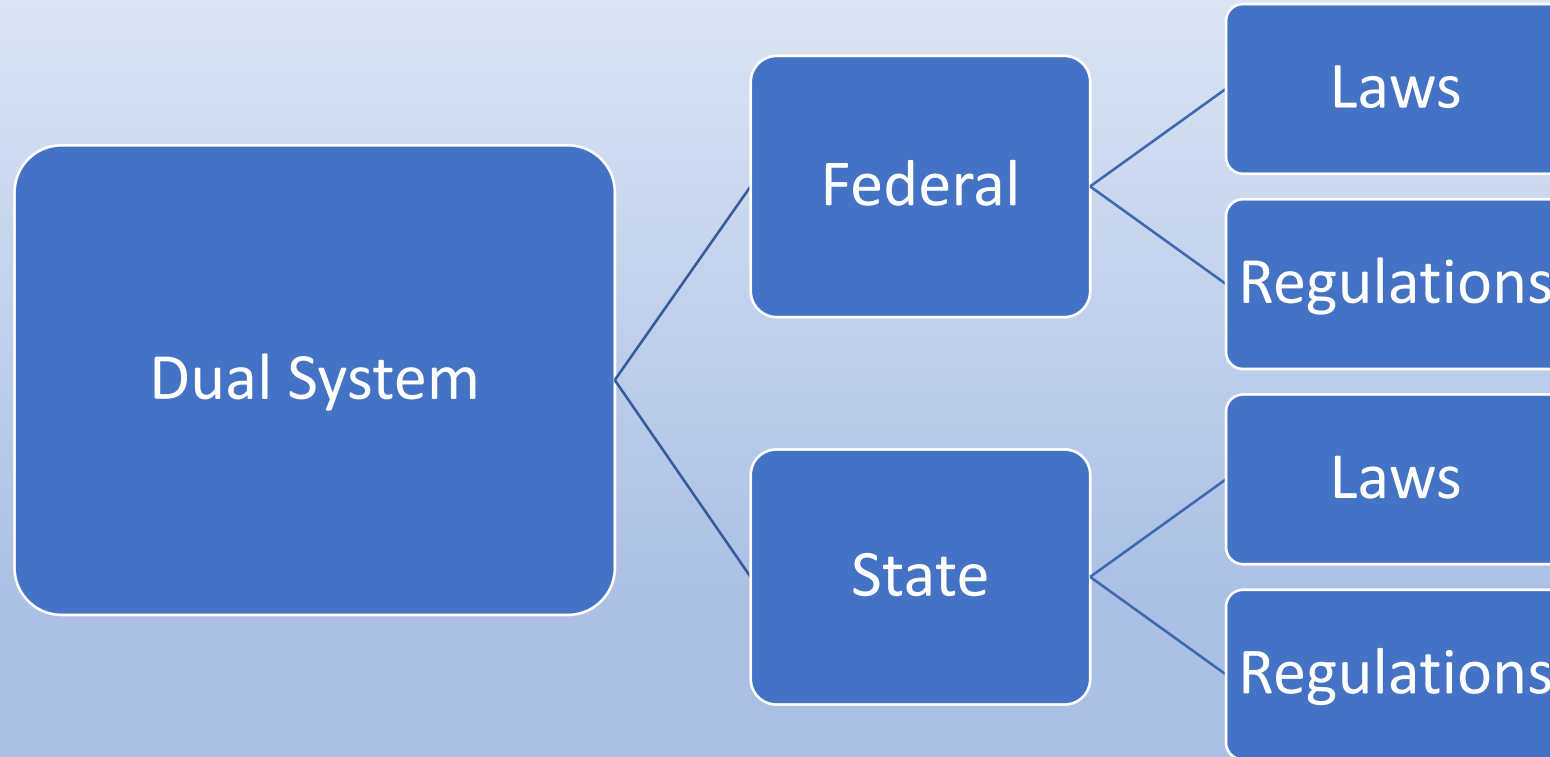 Dual System
Federal
Laws
Regulations
State
Laws
Regulations